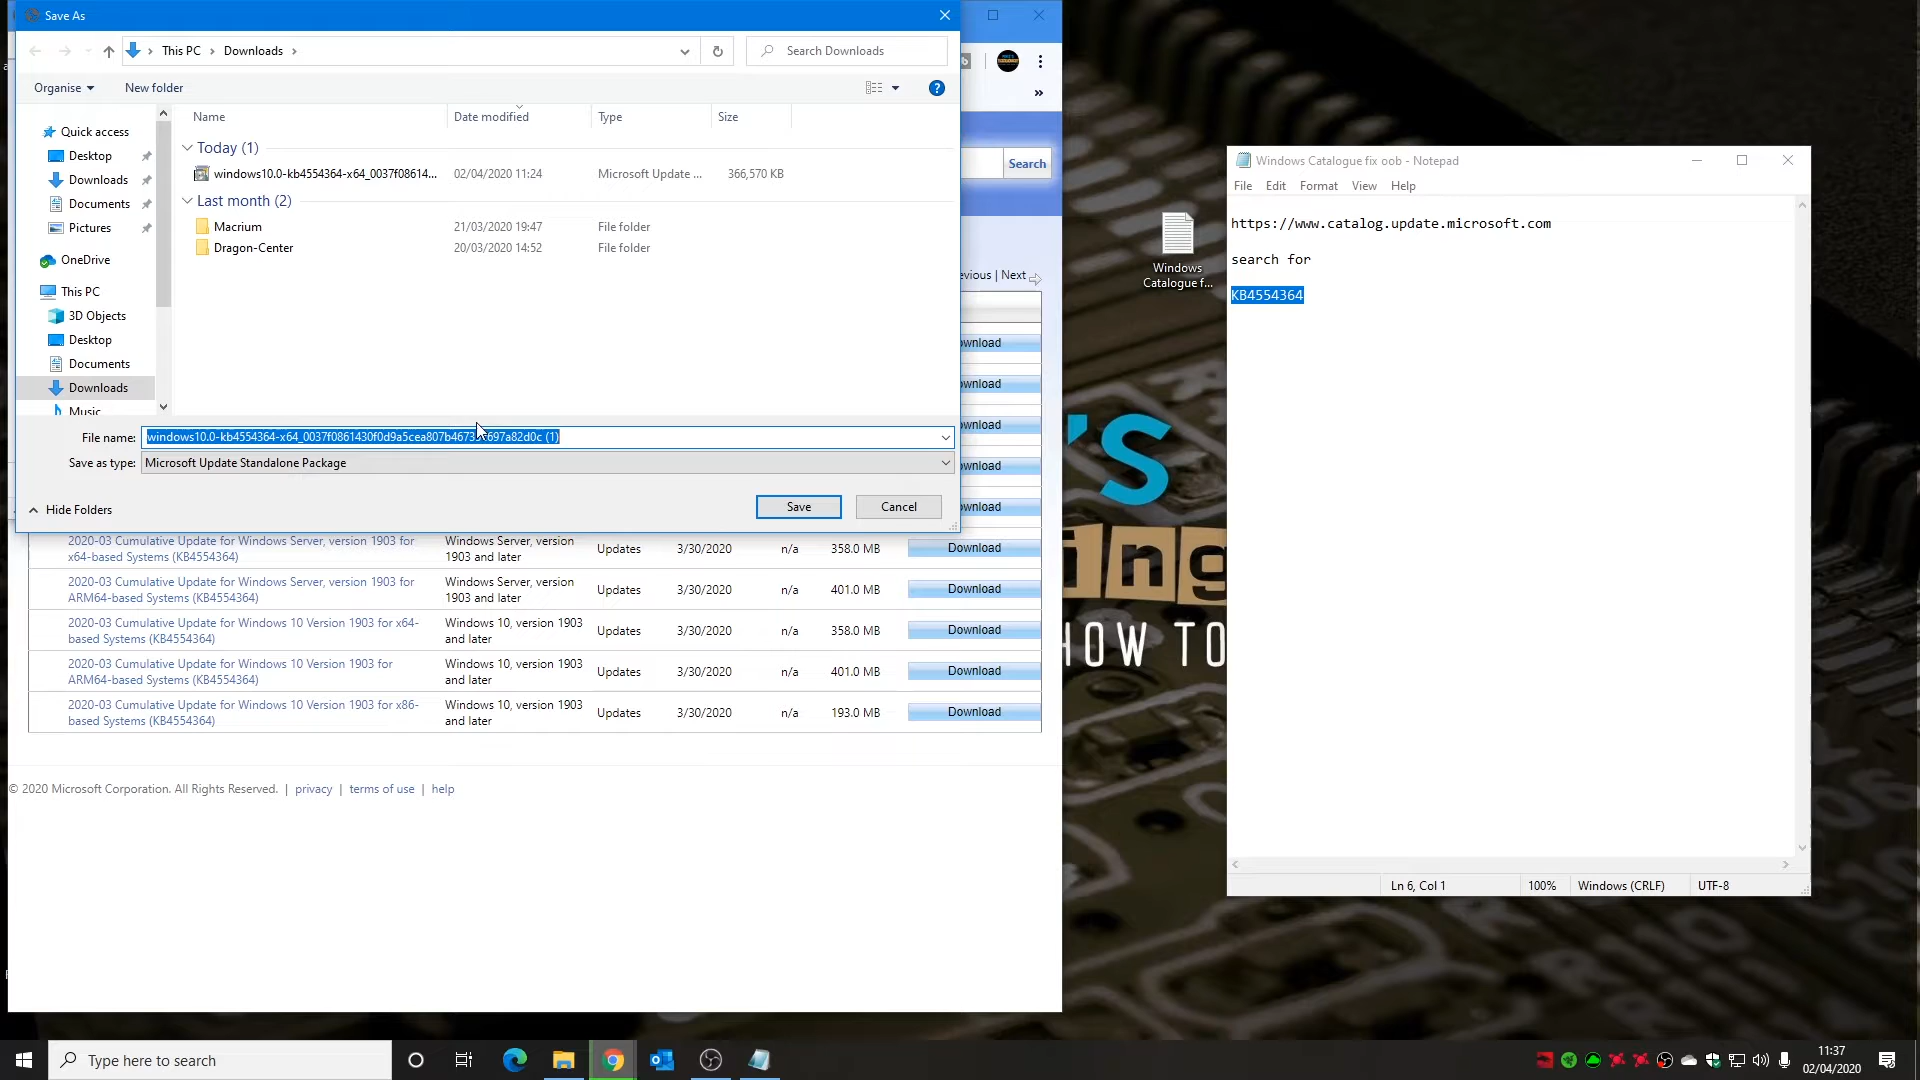 Save As
This PC
Downloads
Search Downloads
Organise
New folder
Name
Date modified
Type
Size
Quick access
Desktop
Downloads
Documents
Pictures
OneDrive
This PC
3D Objects
Desktop
Documents
Downloads
Music
Today (1)
windows10.0-kb4554364-x64_0037f08614... 02/04/2020 11:24 Microsoft Update ... 366,570 KB
Last month (2)
Macrium 21/03/2020 19:47 File folder
Dragon-Center 20/03/2020 14:52 File folder
File name: windows10.0-kb4554364-x64_0037f0861430f0d9a5cea807b4673 697a82d0c (1)
Save as type: Microsoft Update Standalone Package
Hide Folders
Save
Cancel
Search
evious | Next
ownload
ownload
ownload
ownload
ownload
2020-03 Cumulative Update for Windows Server, version 1903 for
x64-based Systems (KB4554364)
Windows Server, version
1903 and later
Updates 3/30/2020 n/a 358.0 MB Download
2020-03 Cumulative Update for Windows Server, version 1903 for
ARM64-based Systems (KB4554364)
Windows Server, version
1903 and later
Updates 3/30/2020 n/a 401.0 MB Download
2020-03 Cumulative Update for Windows 10 Version 1903 for x64-
based Systems (KB4554364)
Windows 10, version 1903
and later
Updates 3/30/2020 n/a 358.0 MB Download
2020-03 Cumulative Update for Windows 10 Version 1903 for
ARM64-based Systems (KB4554364)
Windows 10, version 1903
and later
Updates 3/30/2020 n/a 401.0 MB Download
2020-03 Cumulative Update for Windows 10 Version 1903 for x86-
based Systems (KB4554364)
Windows 10, version 1903
and later
Updates 3/30/2020 n/a 193.0 MB Download
© 2020 Microsoft Corporation. All Rights Reserved. | privacy | terms of use | help
Windows
Catalogue f...
's
ing
HOW TO
Windows Catalogue fix oob - Notepad
File Edit Format View Help
https://www.catalog.update.microsoft.com
search for
KB4554364
Ln 6, Col 1
100%
Windows (CRLF)
UTF-8
Type here to search
11:37
02/04/2020